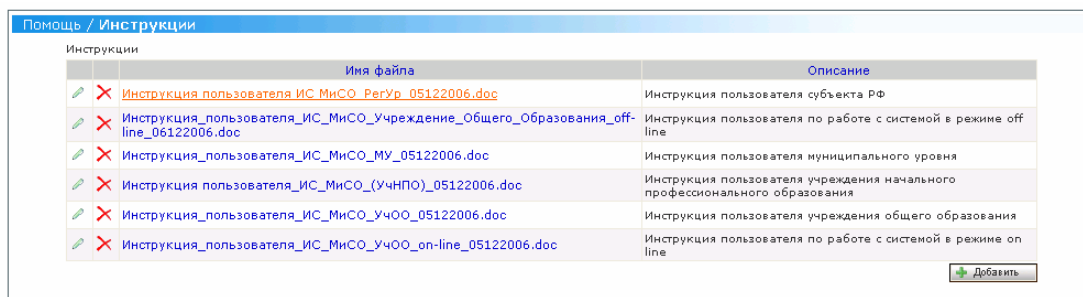 Помощь / Инструкции
Инструкции
Имя файла Описание
Инструкция пользователя ИС МиСО_РегУр_05122006.doc Инструкция пользователя субъекта РФ
Инструкция_пользователя_ИС_МиСО_Учреждение_Общего_Образования_off-
line_06122006.doc
Инструкция пользователя по работе с системой в режиме off
line
Инструкция_пользователя_ИС_МиСО_МУ_05122006.doc Инструкция пользователя муниципального уровня
Инструкция пользователя_ИС_МиСО_(УчНПО)_05122006.doc
Инструкция пользователя учреждения начального
профессионального образования
Инструкция_пользователя_ИС_МиСО_УчОО_05122006.doc Инструкция пользователя учреждения общего образования
Инструкция_пользователя_ИС_МиСО_УчОО_on-line_05122006.doc
Инструкция пользователя по работе с системой в режиме on
line
Добавить